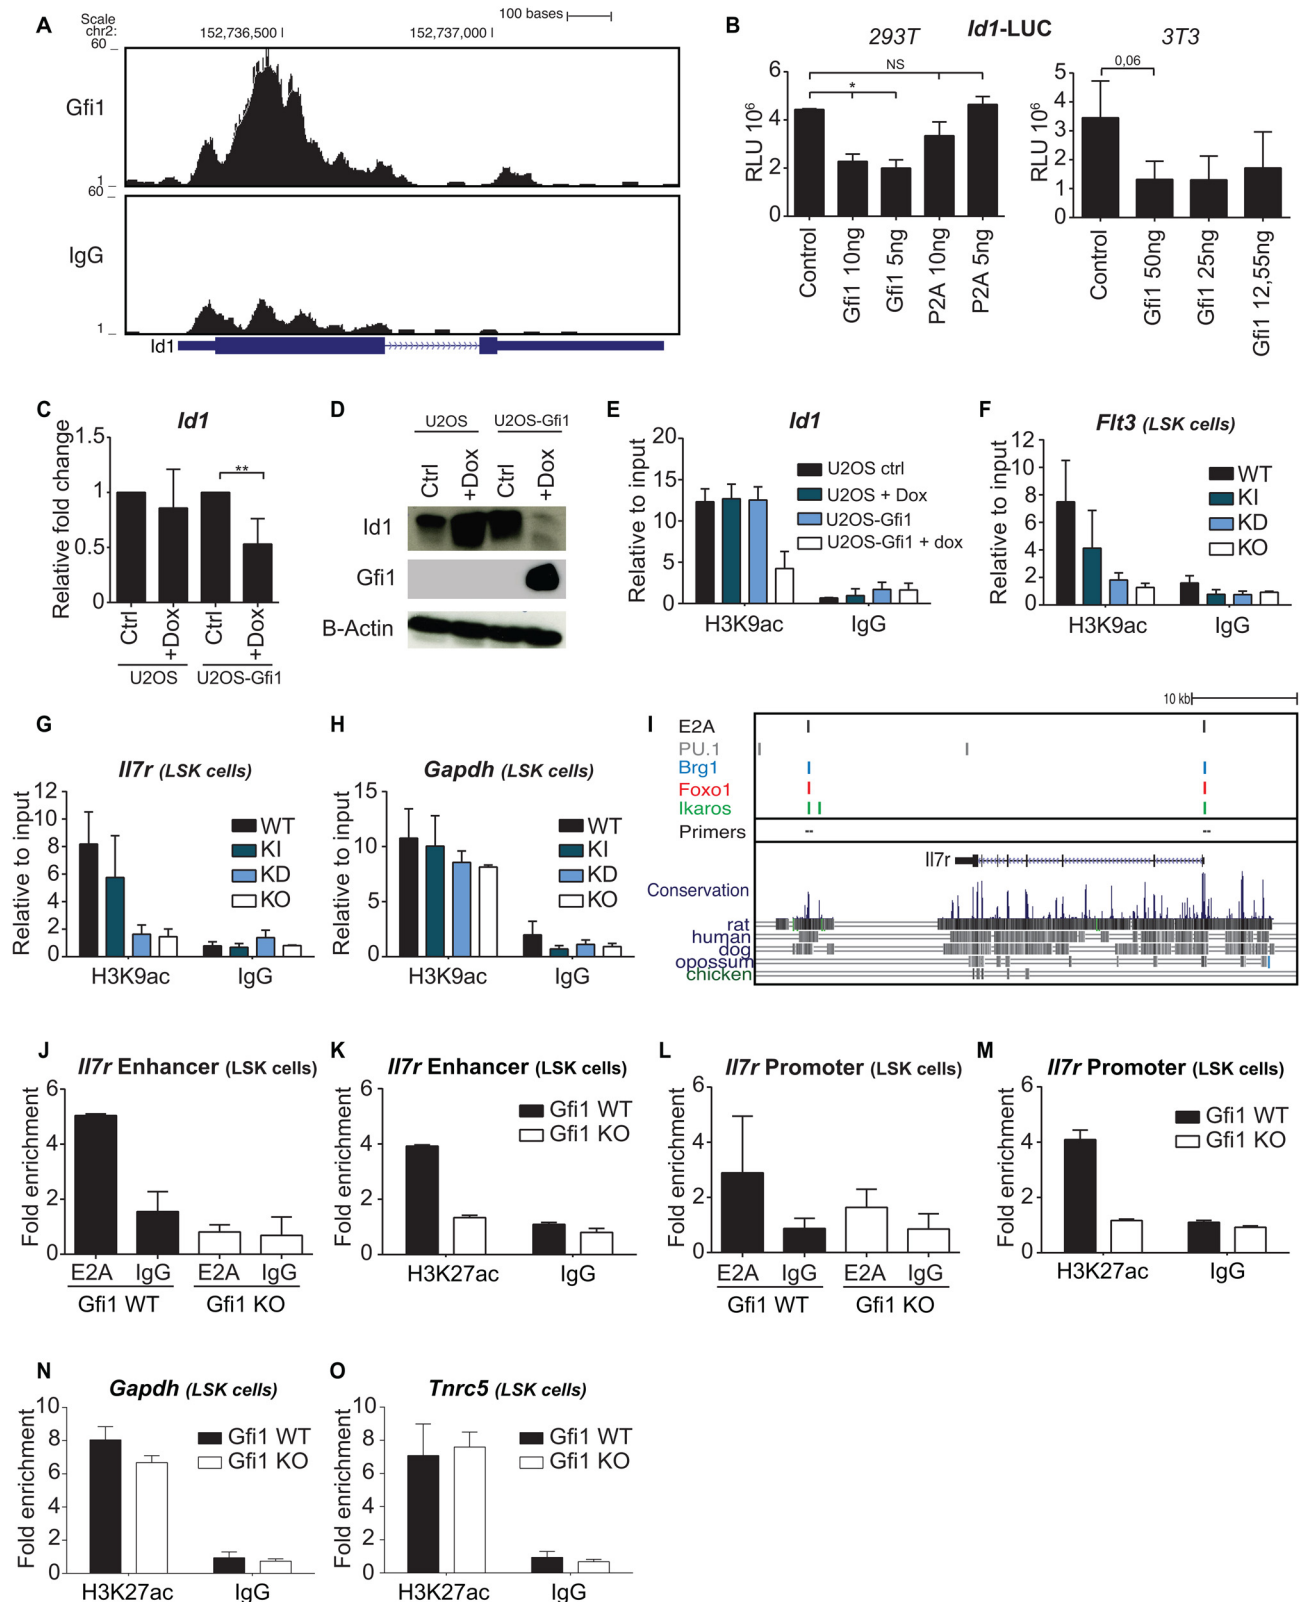 A
Scale
chr2:
100 bases
152,736,500
152,737,000
60
Gfi1
1
60
IgG
1
Id1
B
Id1-LUC
293T
3T3
NS
*
6
4
2
0
RLU 10⁶
Control
Gfi1 10ng
Gfi1 5ng
P2A 10ng
P2A 5ng
0,06
5
4
3
2
1
0
RLU 10⁶
Control
Gfi1 50ng
Gfi1 25ng
Gfi1 12,55ng
C
Id1
Relative fold change
1.5
1
0.5
0
**
Ctrl
+Dox
Ctrl
+Dox
U2OS
U2OS-Gfi1
D
U2OS
U2OS-Gfi1
Ctrl
+Dox
Ctrl
+Dox
Id1
Gfi1
B-Actin
E
Id1
Relative to input
20
15
10
5
0
U2OS ctrl
U2OS + Dox
U2OS-Gfi1
U2OS-Gfi1 + dox
H3K9ac
IgG
F
Flt3 (LSK cells)
Relative to input
12
10
8
6
4
2
0
WT
KI
KD
KO
H3K9ac
IgG
G
Il7r (LSK cells)
Relative to input
12
10
8
6
4
2
0
WT
KI
KD
KO
H3K9ac
IgG
H
Gapdh (LSK cells)
Relative to input
15
10
5
0
WT
KI
KD
KO
H3K9ac
IgG
I
10 kb
E2A
PU.1
Brg1
Foxo1
Ikaros
Primers
Il7r
Conservation
rat
human
dog
opossum
chicken
J
Il7r Enhancer (LSK cells)
Fold enrichment
6
4
2
0
E2A
IgG
E2A
IgG
Gfi1 WT
Gfi1 KO
K
Il7r Enhancer (LSK cells)
Fold enrichment
6
4
2
0
Gfi1 WT
Gfi1 KO
H3K27ac
IgG
L
Il7r Promoter (LSK cells)
Fold enrichment
6
4
2
0
E2A
IgG
E2A
IgG
Gfi1 WT
Gfi1 KO
M
Il7r Promoter (LSK cells)
Fold enrichment
6
4
2
0
Gfi1 WT
Gfi1 KO
H3K27ac
IgG
N
Gapdh (LSK cells)
Fold enrichment
10
8
6
4
2
0
Gfi1 WT
Gfi1 KO
H3K27ac
IgG
O
Tnrc5 (LSK cells)
Fold enrichment
10
8
6
4
2
0
Gfi1 WT
Gfi1 KO
H3K27ac
IgG